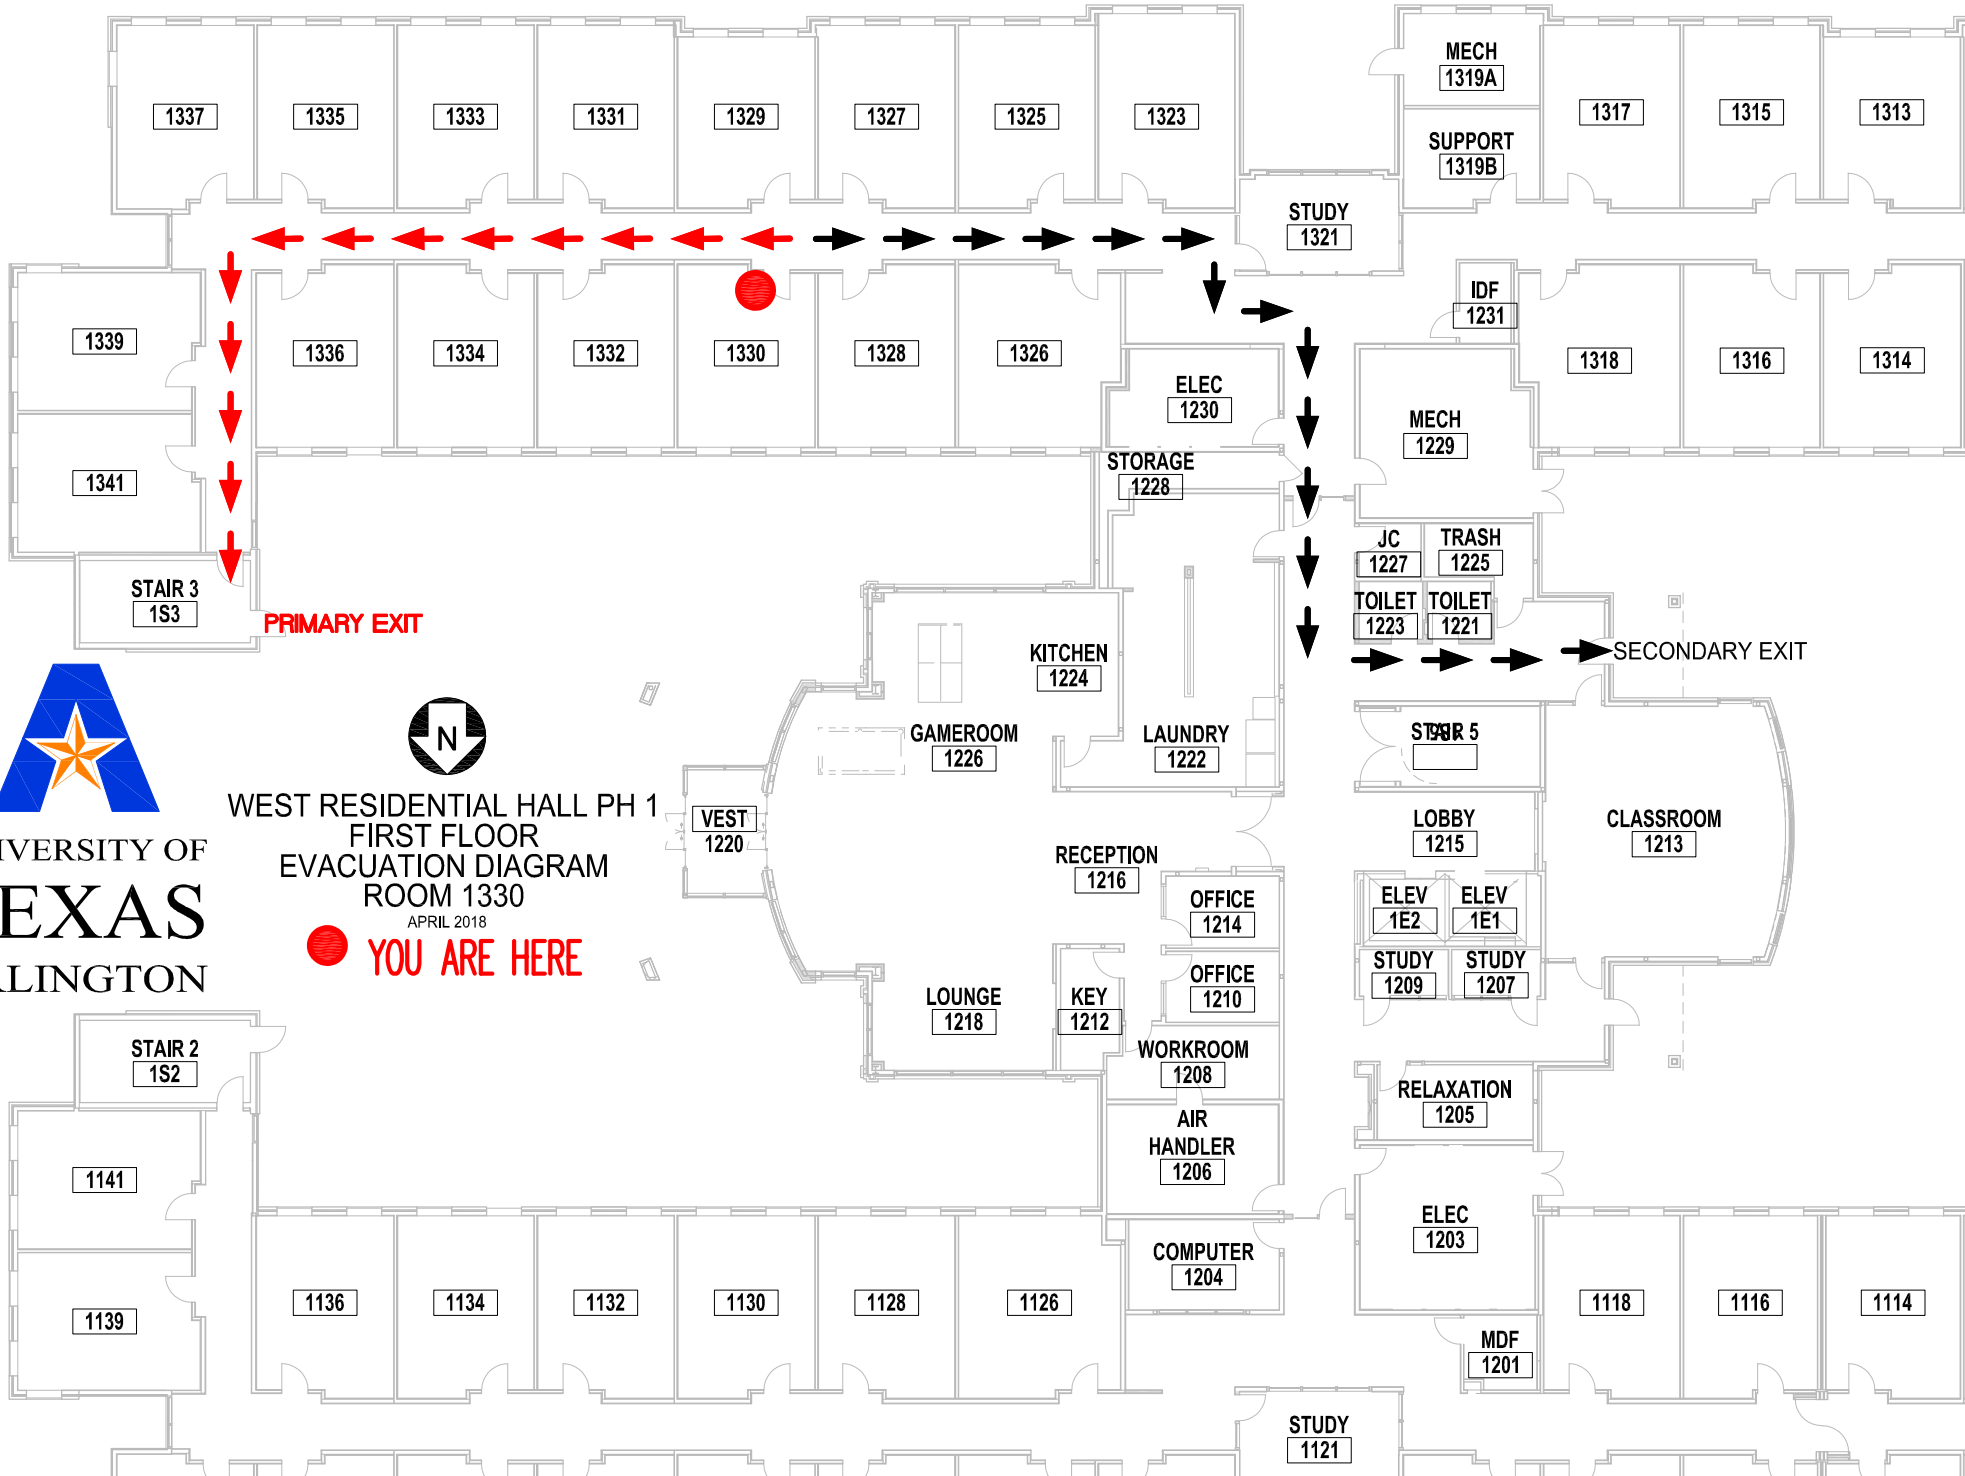 1337
1335
1333
1331
1329
1327
1325
1323
MECH
1319A
SUPPORT
1319B
1317
1315
1313
STUDY
1321
1339
1336
1334
1332
1330
1328
1326
ELEC
1230
IDF
1231
1318
1316
1314
MECH
1229
1341
STORAGE
1228
JC
1227
TRASH
1225
STAIR 3
1S3
PRIMARY EXIT
TOILET
1223
TOILET
1221
SECONDARY EXIT
KITCHEN
1224
GAMEROOM
1226
LAUNDRY
1222
STAIR 5
N
WEST RESIDENTIAL HALL PH 1
FIRST FLOOR
EVACUATION DIAGRAM
ROOM 1330
APRIL 2018
YOU ARE HERE
IVERSITY OF
EXAS
LINGTON
VEST
1220
RECEPTION
1216
LOBBY
1215
CLASSROOM
1213
OFFICE
1214
ELEV
1E2
ELEV
1E1
OFFICE
1210
STUDY
1209
STUDY
1207
LOUNGE
1218
KEY
1212
STAIR 2
1S2
WORKROOM
1208
RELAXATION
1205
AIR
HANDLER
1206
1141
ELEC
1203
COMPUTER
1204
1139
1136
1134
1132
1130
1128
1126
1118
1116
1114
MDF
1201
STUDY
1121